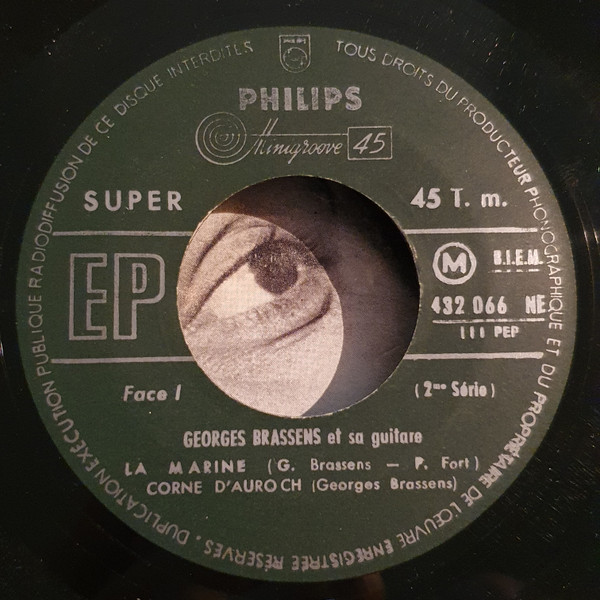 DUPLICATION EXÉCUTION PUBLIQUE RADIODIFFUSION DE CE DISQUE INTERDITES
TOUS DROITS DU PRODUCTEUR PHONOGRAPHIQUE ET DU PROPRIÉTAIRE DE L'ŒUVRE ENREGISTRÉE RÉSERVÉS .
PHILIPS
Minigroove 45
SUPER
45 T. m.
EP
M
B.I.E.M.
432 066 NE
111 PEP
Face 1
(2me Série)
GEORGES BRASSENS et sa guitare
LA MARINE (G. Brassens — P. Fort)
CORNE D'AUROCH (Georges Brassens)